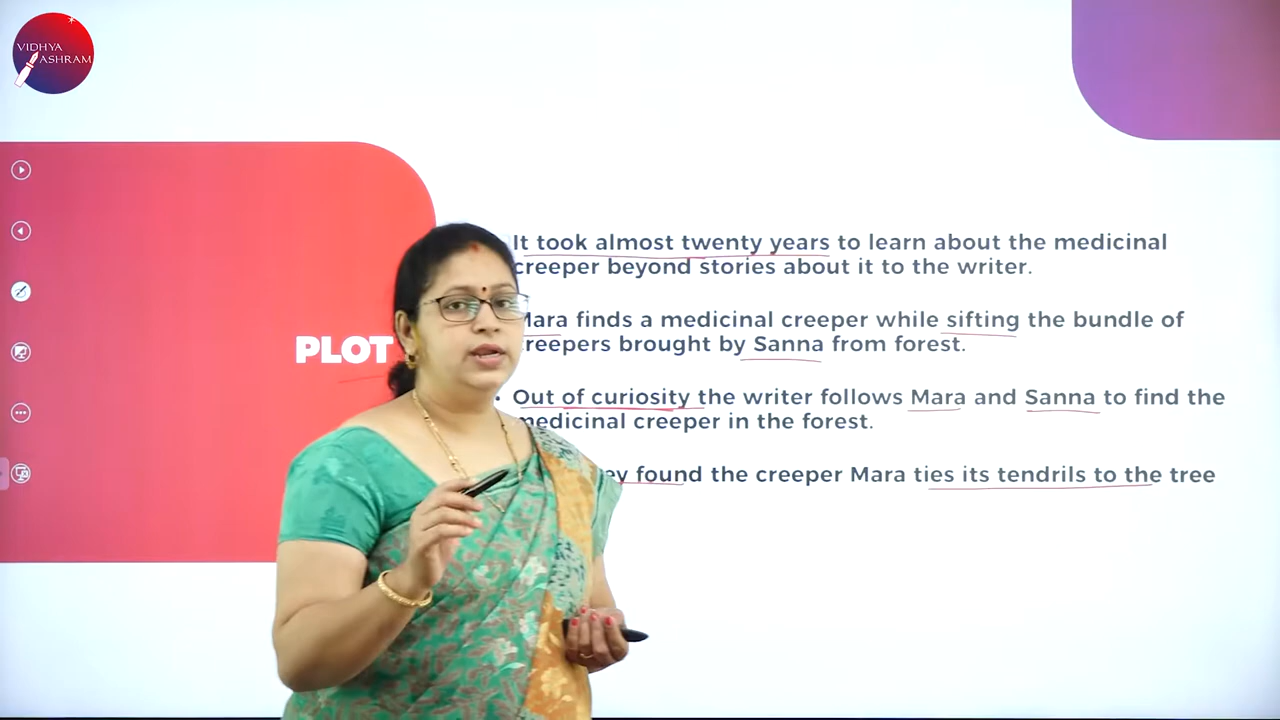 VIDHYA
ASHRAM
PLOT
It took almost twenty years to learn about the medicinal
creeper beyond stories about it to the writer.
Mara finds a medicinal creeper while sifting the bundle of
creepers brought by Sanna from forest.
• Out of curiosity the writer follows Mara and Sanna to find the
medicinal creeper in the forest.
found the creeper Mara ties its tendrils to the tree